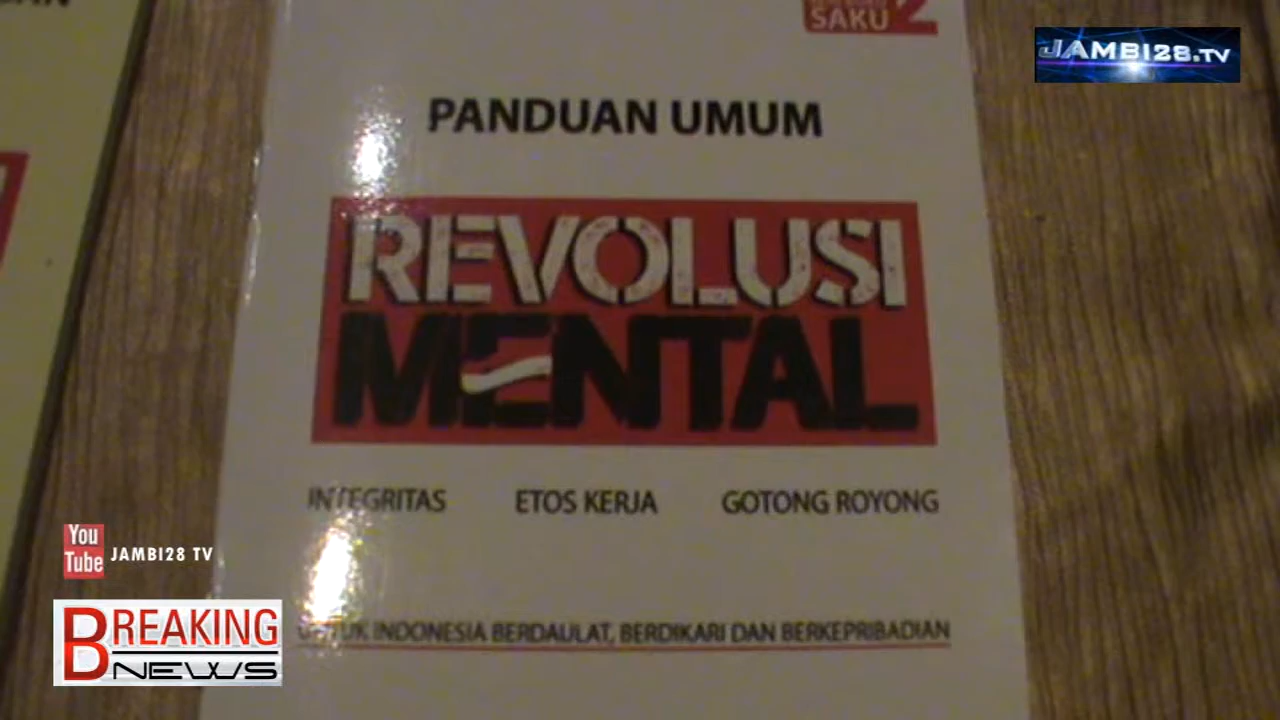 SAKU 2
JAMBI28.TV
PANDUAN UMUM
REVOLUSI
MENTAL
INTEGRITAS ETOS KERJA GOTONG ROYONG
You
Tube JAMBI28 TV
BREAKING
NEWS
UNTUK INDONESIA BERDAULAT, BERDIKARI DAN BERKEPRIBADIAN